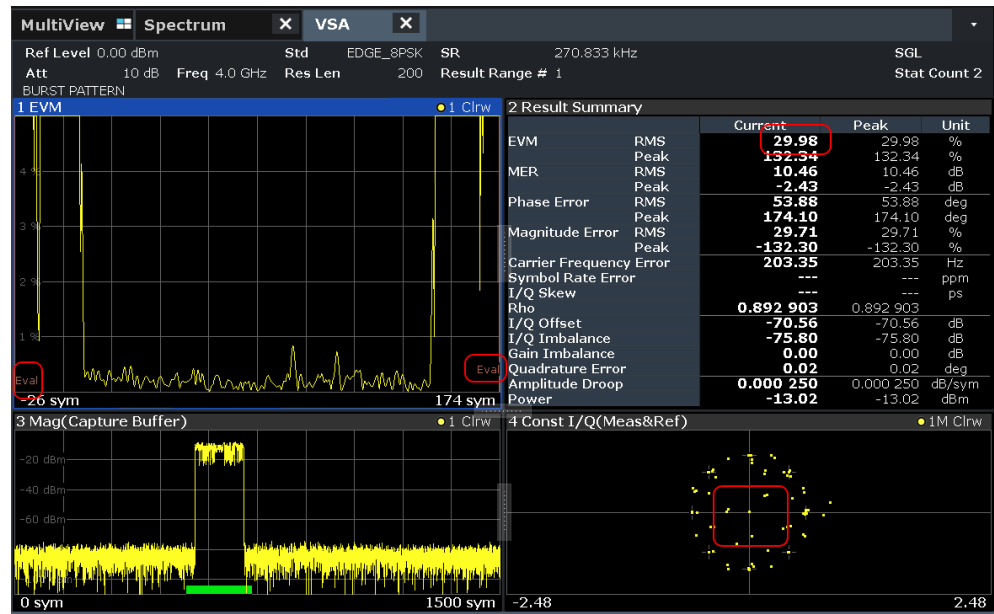 MultiView Spectrum X VSA X
Ref Level 0.00 dBm Std EDGE_8PSK SR 270.833 kHz SGL
Att 10 dB Freq 4.0 GHz Res Len 200 Result Range # 1 Stat Count 2
BURST PATTERN
1 EVM 1 Clrw
4 %
3 %
2 %
1 %
Eval Eval
-26 sym 174 sym
2 Result Summary
Current Peak Unit
EVM RMS 29.98 29.98 %
Peak 132.34 132.34 %
MER RMS 10.46 10.46 dB
Peak -2.43 -2.43 dB
Phase Error RMS 53.88 53.88 deg
Peak 174.10 174.10 deg
Magnitude Error RMS 29.71 29.71 %
Peak -132.30 -132.30 %
Carrier Frequency Error 203.35 203.35 Hz
Symbol Rate Error --- --- ppm
I/Q Skew --- --- ps
Rho 0.892 903 0.892 903
I/Q Offset -70.56 -70.56 dB
I/Q Imbalance -75.80 -75.80 dB
Gain Imbalance 0.00 0.00 dB
Quadrature Error 0.02 0.02 deg
Amplitude Droop 0.000 250 0.000 250 dB/sym
Power -13.02 -13.02 dBm
3 Mag(Capture Buffer) 1 Clrw
-20 dBm
-40 dBm
-60 dBm
0 sym 1500 sym
4 Const I/Q(Meas&Ref) 1M Clrw
-2.48 2.48